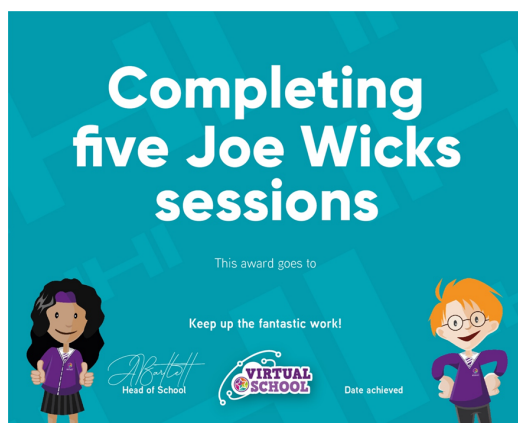 Completing
five Joe Wicks
sessions
This award goes to
Keep up the fantastic work!
ABartlett
Head of School
VIRTUAL
SCHOOL
Date achieved